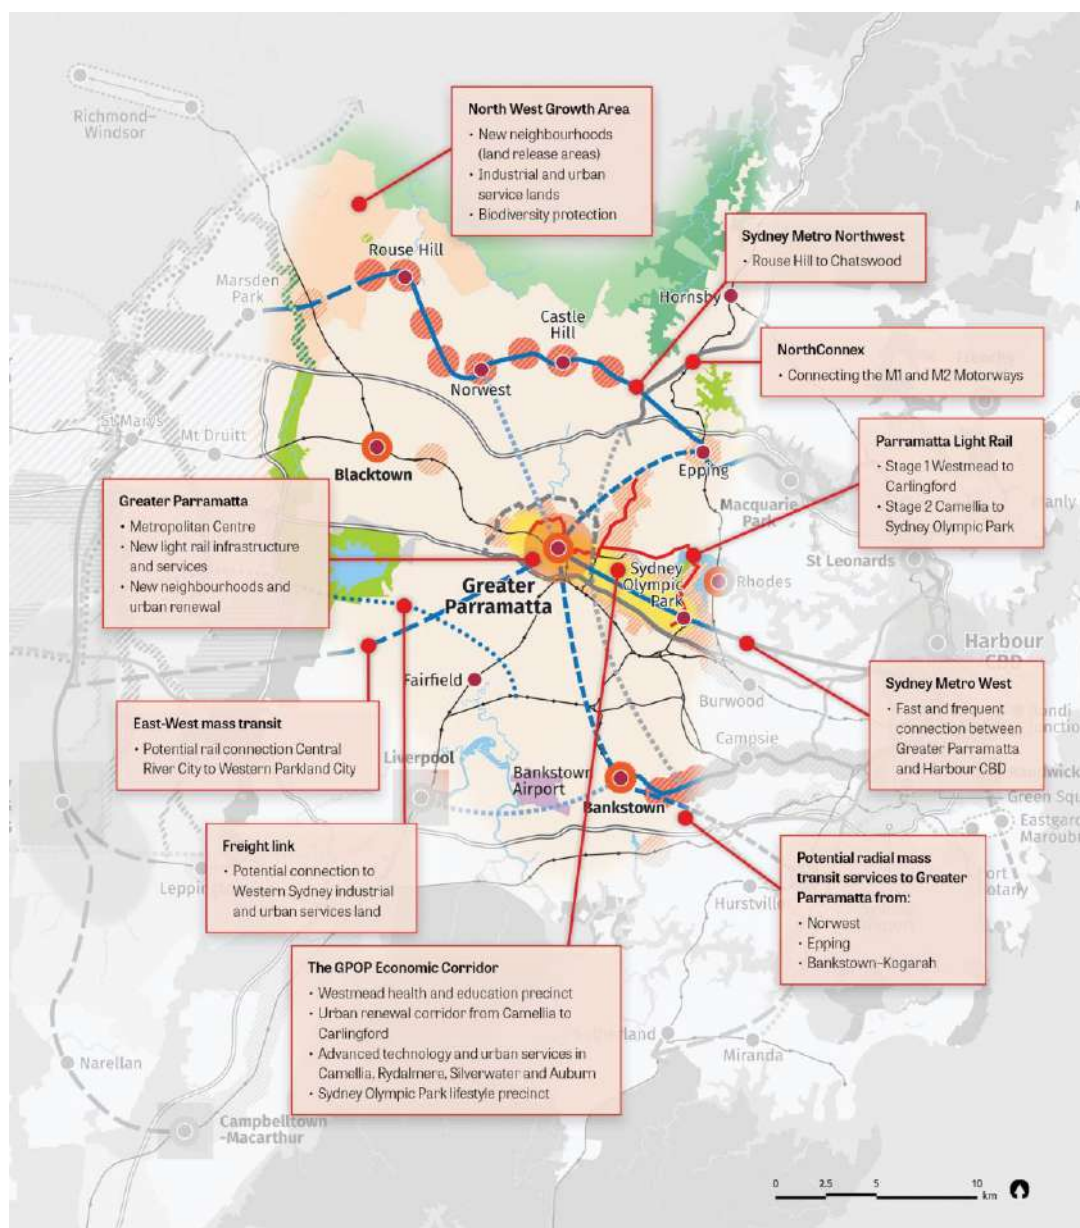 Richmond–
Windsor
North West Growth Area
· New neighbourhoods
(land release areas)
· Industrial and urban
service lands
· Biodiversity protection
Sydney Metro Northwest
· Rouse Hill to Chatswood
Rouse Hill
Marsden
Park
Hornsby
Castle
Hill
NorthConnex
· Connecting the M1 and M2 Motorways
Norwest
St Marys
Mt Druitt
Blacktown
Epping
Parramatta Light Rail
· Stage 1 Westmead to
Carlingford
· Stage 2 Camellia to
Sydney Olympic Park
Greater Parramatta
· Metropolitan Centre
· New light rail infrastructure
and services
· New neighbourhoods and
urban renewal
Macquarie
Park
St Leonards
Greater
Parramatta
Sydney
Olympic
Park
Rhodes
Harbour
CBD
Fairfield
Burwood
Sydney Metro West
· Fast and frequent
connection between
Greater Parramatta
and Harbour CBD
East-West mass transit
· Potential rail connection Central
River City to Western Parkland City
Liverpool
Campsie
Bankstown
Airport
Bankstown
Green Squ
Eastgard
Maroub
Freight link
· Potential connection to
Western Sydney industrial
and urban services land
Potential radial mass
transit services to Greater
Parramatta from:
· Norwest
· Epping
· Bankstown–Kogarah
Hurstville
The GPOP Economic Corridor
· Westmead health and education precinct
· Urban renewal corridor from Camellia to
Carlingford
· Advanced technology and urban services in
Camellia, Rydalmere, Silverwater and Auburn
· Sydney Olympic Park lifestyle precinct
Miranda
Narellan
Campbelltown
-Macarthur
0 2.5 5 10
km